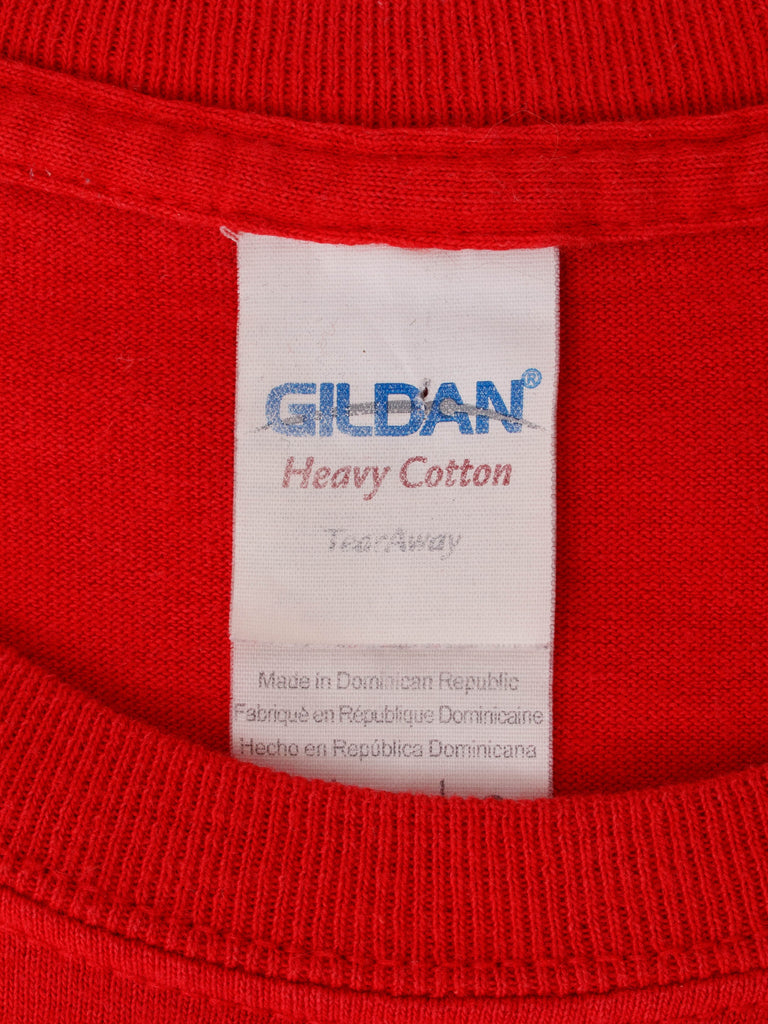 GILDAN®
Heavy Cotton
TearAway
Made in Dominican Republic
Fabriqué en République Dominicaine
Hecho en República Dominicana